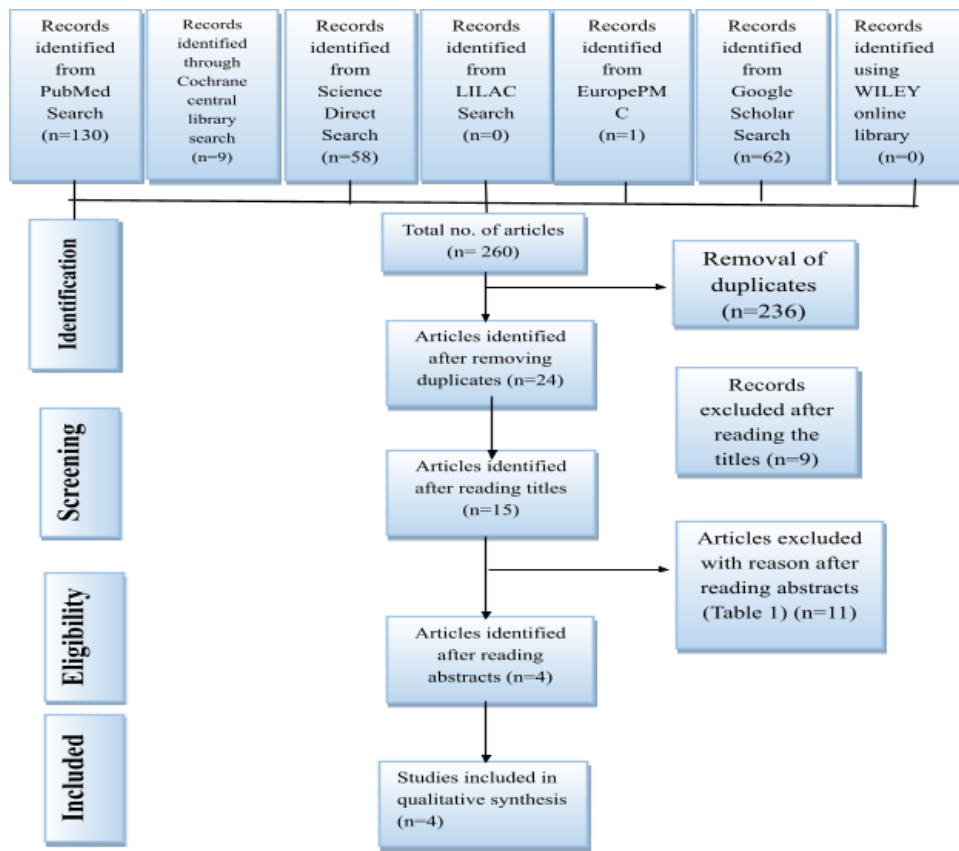 Records
identified
from
PubMed
Search
(n=130)
Records
identified
through
Cochrane
central
library
search
(n=9)
Records
identified
from
Science
Direct
Search
(n=58)
Records
identified
from
LILAC
Search
(n=0)
Records
identified
from
EuropePM
C
(n=1)
Records
identified
from
Google
Scholar
Search
(n=62)
Records
identified
using
WILEY
online
library
(n=0)
Identification
Total no. of articles
(n= 260)
Removal of
duplicates
(n=236)
Articles identified
after removing
duplicates (n=24)
Records
excluded after
reading the
titles (n=9)
Screening
Articles identified
after reading titles
(n=15)
Articles excluded
with reason after
reading abstracts
(Table 1) (n=11)
Eligibility
Articles identified
after reading
abstracts (n=4)
Included
Studies included in
qualitative synthesis
(n=4)